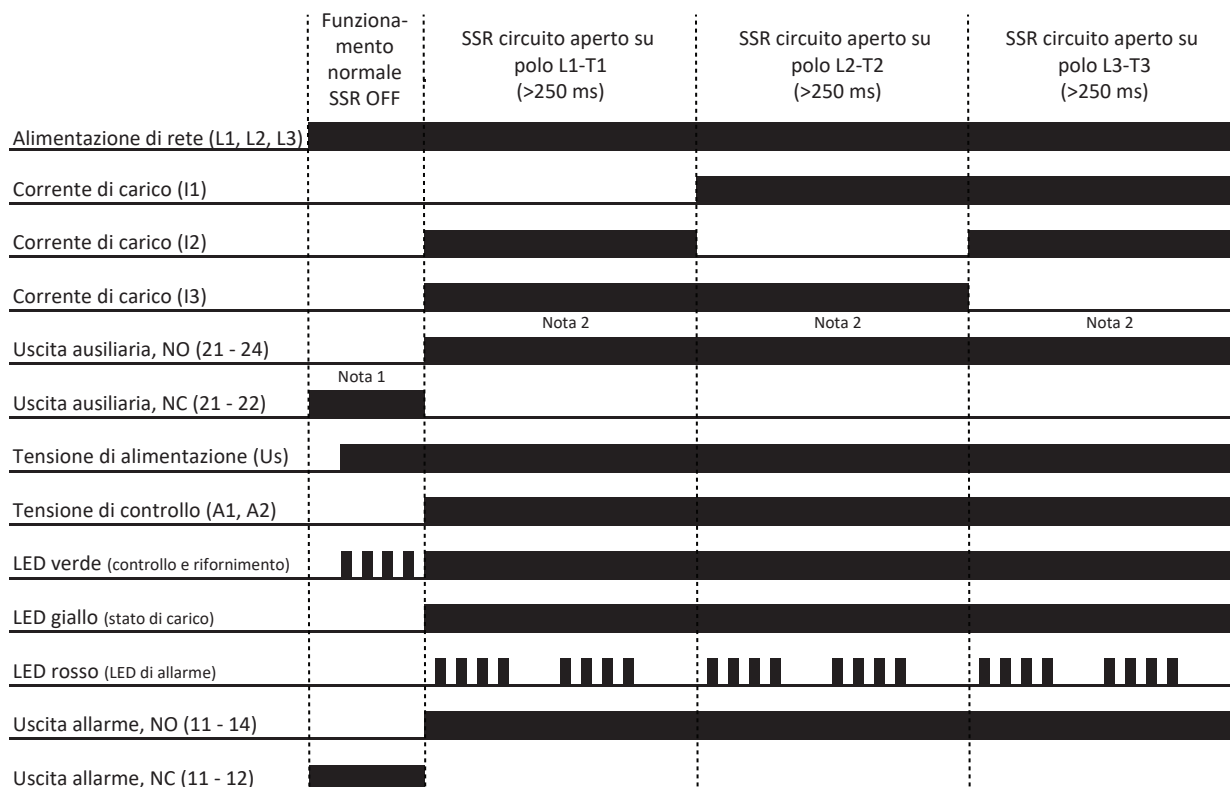 Funziona-
mento
normale
SSR OFF
SSR circuito aperto su
polo L1-T1
(>250 ms)
SSR circuito aperto su
polo L2-T2
(>250 ms)
SSR circuito aperto su
polo L3-T3
(>250 ms)
Alimentazione di rete (L1, L2, L3)
Corrente di carico (I1)
Corrente di carico (I2)
Corrente di carico (I3)
Nota 2 Nota 2 Nota 2
Uscita ausiliaria, NO (21 - 24)
Nota 1
Uscita ausiliaria, NC (21 - 22)
Tensione di alimentazione (Us)
Tensione di controllo (A1, A2)
LED verde (controllo e rifornimento)
LED giallo (stato di carico)
LED rosso (LED di allarme)
Uscita allarme, NO (11 - 14)
Uscita allarme, NC (11 - 12)